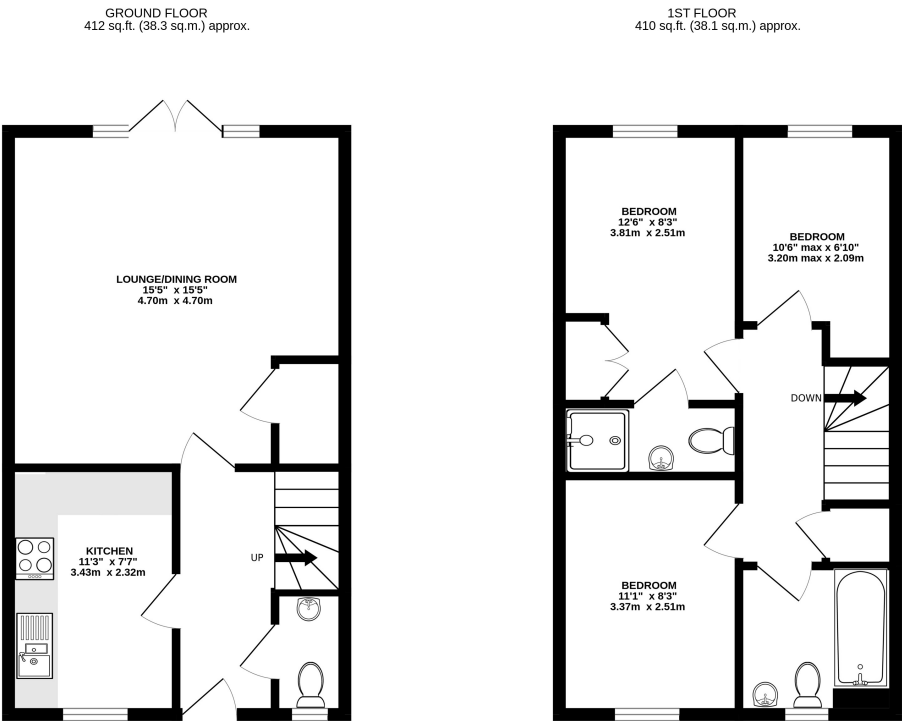 GROUND FLOOR
412 sq.ft. (38.3 sq.m.) approx.
1ST FLOOR
410 sq.ft. (38.1 sq.m.) approx.
LOUNGE/DINING ROOM
15'5" x 15'5"
4.70m x 4.70m
KITCHEN
11'3" x 7'7"
3.43m x 2.32m
UP
BEDROOM
12'6" x 8'3"
3.81m x 2.51m
BEDROOM
10'6" max x 6'10"
3.20m max x 2.09m
DOWN
BEDROOM
11'1" x 8'3"
3.37m x 2.51m